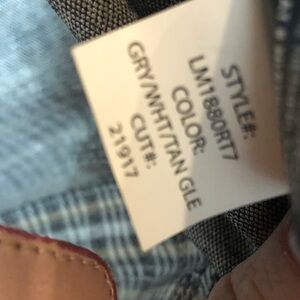 STYLE#:
LM1880RT7
COLOR:
GRY/WHT/TAN GLE
CUT#:
21917